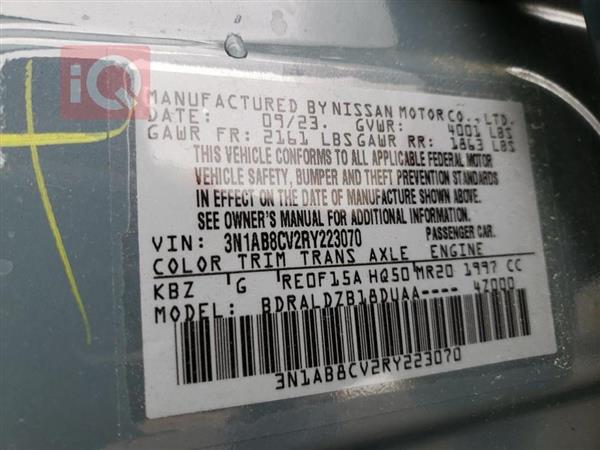 iQ
MANUFACTURED BY NISSAN MOTOR CO., LTD.
DATE: 09/23. GVWR: 4001 LBS
GAWR FR: 2161 LBS GAWR RR: 1863 LBS
THIS VEHICLE CONFORMS TO ALL APPLICABLE FEDERAL MOTOR
VEHICLE SAFETY, BUMPER AND THEFT PREVENTION STANDARDS
IN EFFECT ON THE DATE OF MANUFACTURE SHOWN ABOVE.
SEE OWNER'S MANUAL FOR ADDITIONAL INFORMATION.
VIN: 3N1AB8CV2RY223070 PASSENGER CAR.
COLOR TRIM TRANS AXLE ENGINE
KBZ G RE0F15A HQ50 MR20 1997 CC
MODEL: BDRALDZB18DUAA---- 4Z000
3N1AB8CV2RY223070